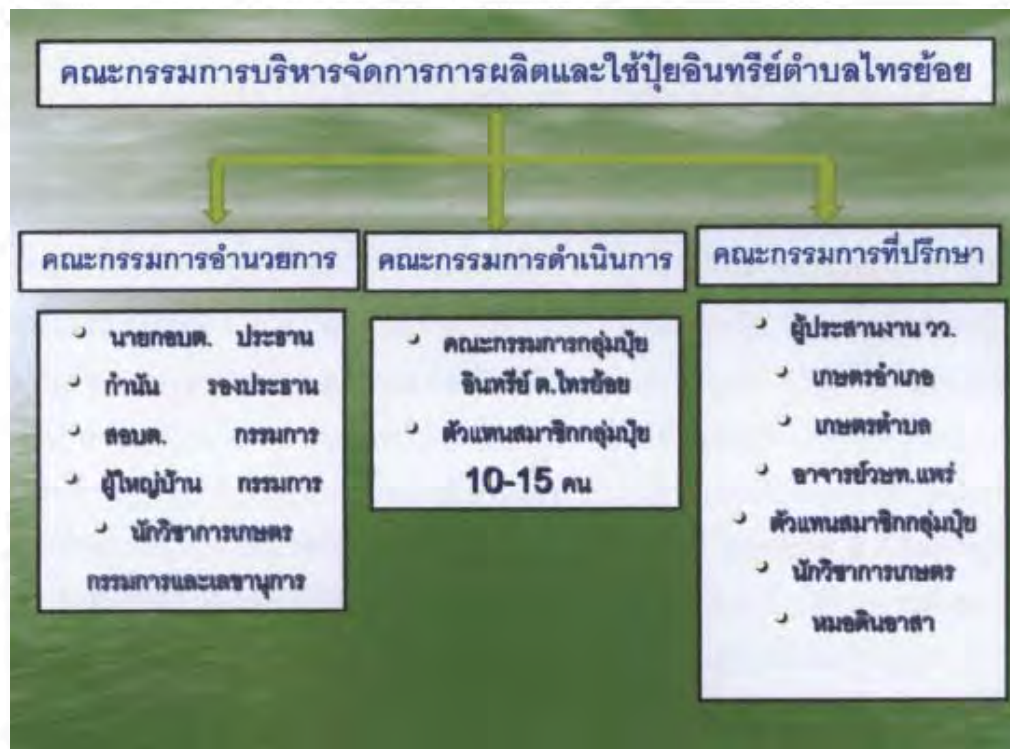 คณะกรรมการบริหารจัดการการผลิตและใช้ปุ๋ยอินทรีย์ตำบลไทรย้อย
คณะกรรมการอำนวยการ
นายกอบต. ประธาน
กำนัน รองประธาน
สอบต. กรรมการ
ผู้ใหญ่บ้าน กรรมการ
นักวิชาการเกษตร
กรรมการและเลขานุการ
คณะกรรมการดำเนินการ
คณะกรรมการกลุ่มปุ๋ย
อินทรีย์ ต.ไทรย้อย
ตัวแทนสมาชิกกลุ่มปุ๋ย
10-15 คน
คณะกรรมการที่ปรึกษา
ผู้ประสานงาน วว.
เกษตรอำเภอ
เกษตรตำบล
อาจารย์วษท.แพร่
ตัวแทนสมาชิกกลุ่มปุ๋ย
นักวิชาการเกษตร
หมอดินอาสา